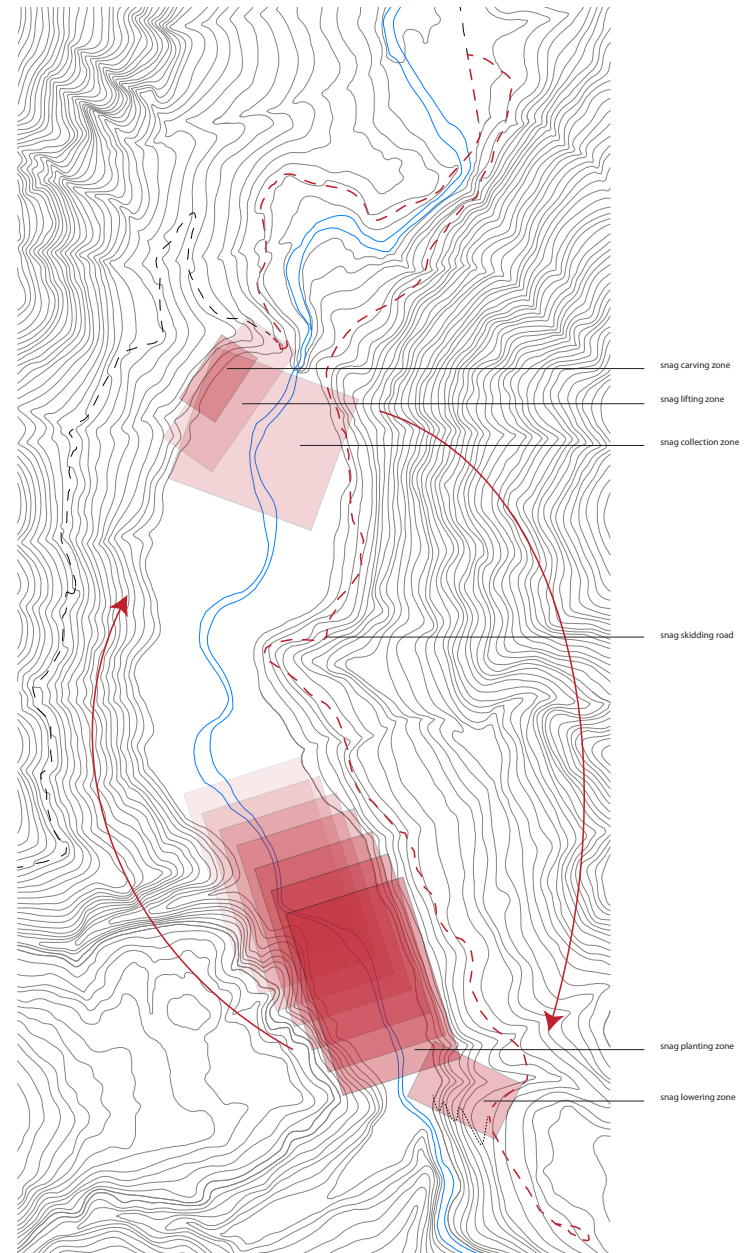 snag carving zone
snag lifting zone
snag collection zone
snag skidding road
snag planting zone
snag lowering zone